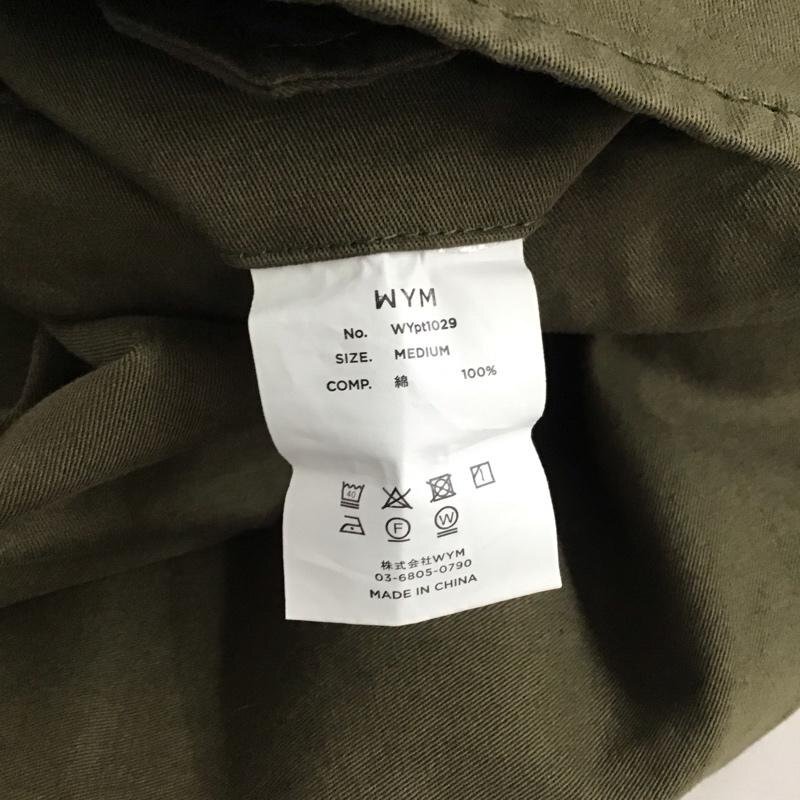 WYM
No. WYpt1029
SIZE. MEDIUM
COMP. 綿 100%
40
F W
株式会社WYM
03-6805-0790
MADE IN CHINA